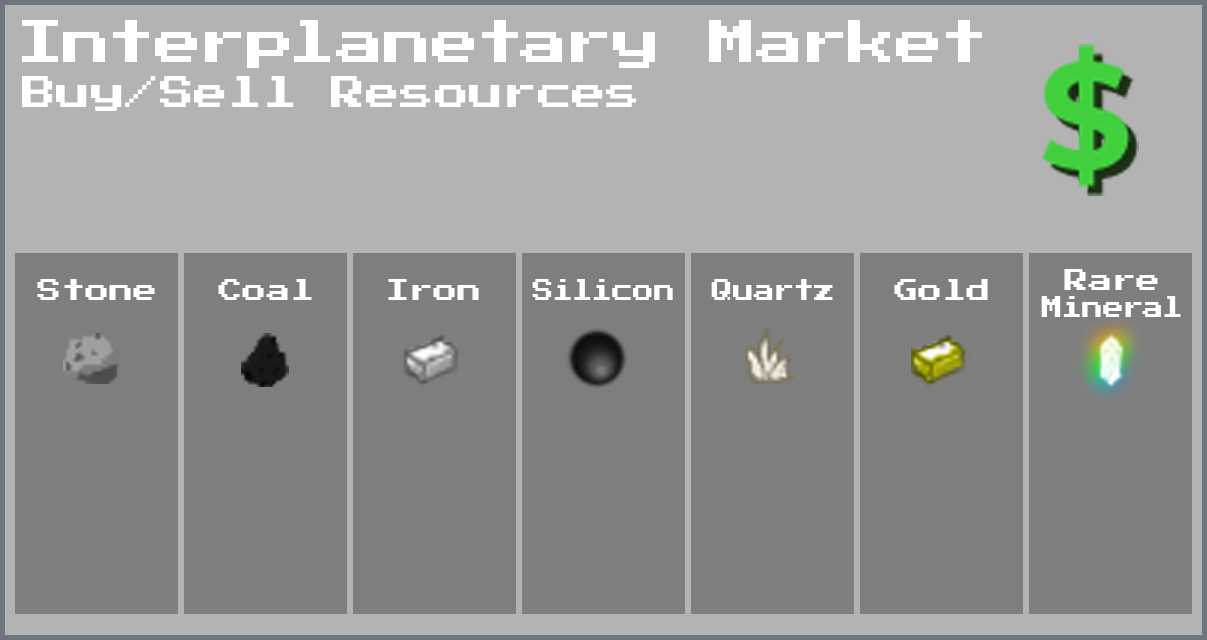 Interplanetary Market
Buy/Sell Resources
$
Stone
Coal
Iron
Silicon
Quartz
Gold
Rare
Mineral